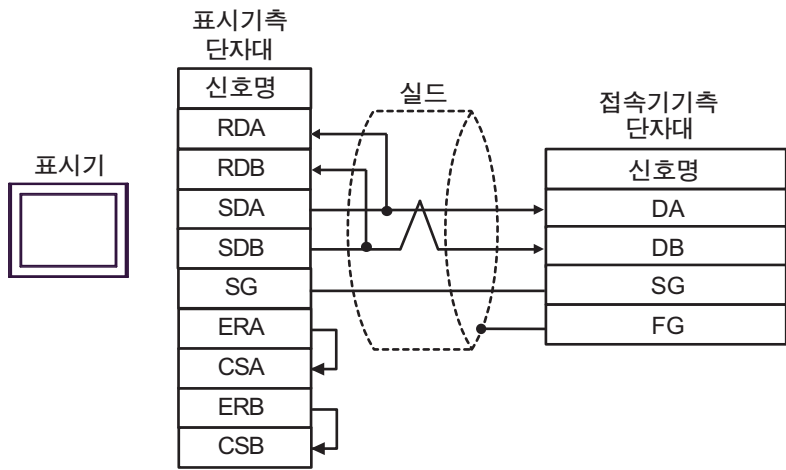 표시기
표시기측
단자대
신호명
RDA
RDB
SDA
SDB
SG
ERA
CSA
ERB
CSB
실드
접속기기측
단자대
신호명
DA
DB
SG
FG